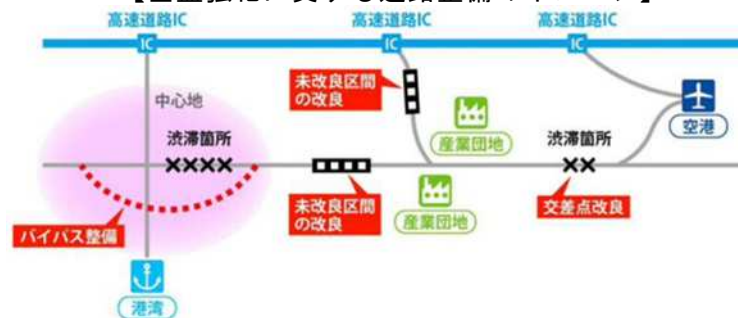 高速道路IC
高速道路IC
高速道路IC
IC
IC
IC
中心地
未改良区間
の改良
渋滞箇所
産業団地
渋滞箇所
空港
バイパス整備
未改良区間
の改良
産業団地
交差点改良
港湾